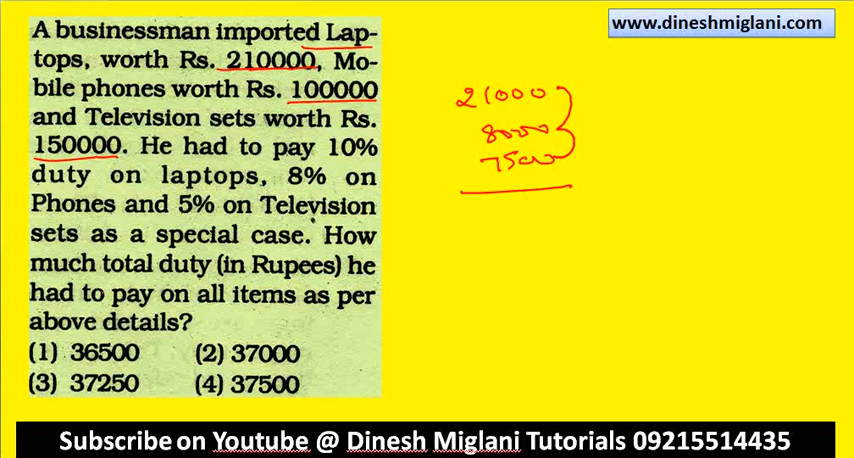 www.dineshmiglani.com
A businessman imported Lap-
tops, worth Rs. 210000, Mo-
bile phones worth Rs. 100000
and Television sets worth Rs.
150000. He had to pay 10%
duty on laptops, 8% on
Phones and 5% on Television
sets as a special case. How
much total duty (in Rupees) he
had to pay on all items as per
above details?
(1) 36500 (2) 37000
(3) 37250 (4) 37500
21000
8000
7500
Subscribe on Youtube @ Dinesh Miglani Tutorials 09215514435